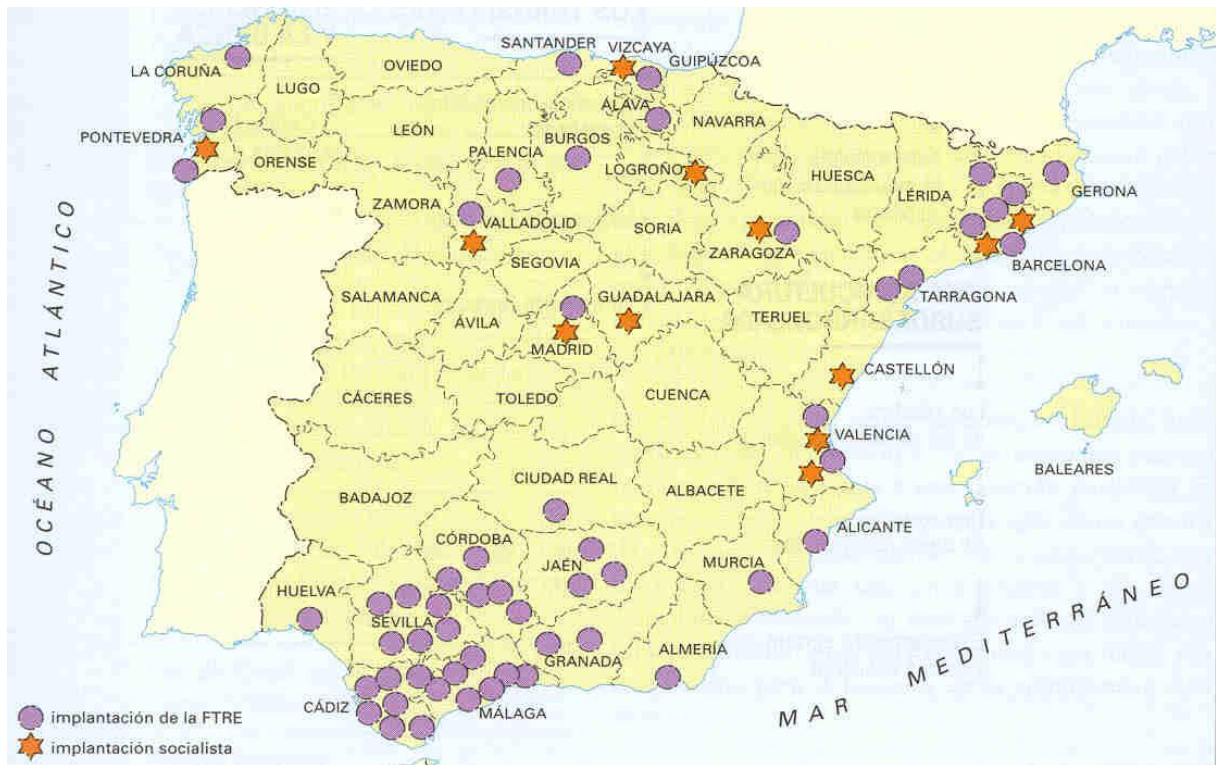 SANTANDER
VIZCAYA
GUIPÚZCOA
LA CORUÑA
OVIEDO
LUGO
ÁLAVA
NAVARRA
PONTEVEDRA
LEÓN
BURGOS
PALENCIA
ORENSE
LOGROÑO
HUESCA
LÉRIDA
GERONA
ZAMORA
VALLADOLID
SORIA
ZARAGOZA
SEGOVIA
BARCELONA
SALAMANCA
GUADALAJARA
TARRAGONA
ÁVILA
TERUEL
MADRID
CASTELLÓN
CÁCERES
TOLEDO
CUENCA
VALENCIA
BALEARES
CIUDAD REAL
BADAJOZ
ALBACETE
ALICANTE
CÓRDOBA
JAÉN
MURCIA
HUELVA
SEVILLA
GRANADA
ALMERÍA
CÁDIZ
MÁLAGA
OCÉANO ATLÁNTICO
MAR MEDITERRÁNEO
implantación de la FTRE
implantación socialista